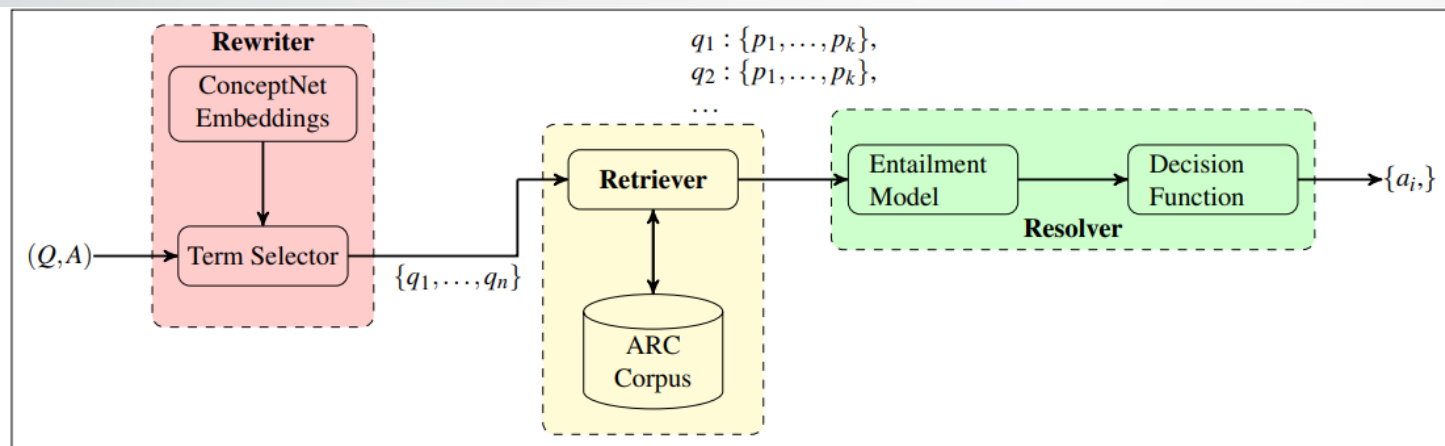 Rewriter
ConceptNet
Embeddings
(Q,A)
Term Selector
{q₁,…,qₙ}
q₁ : {p₁,…,pₖ},
q₂ : {p₁,…,pₖ},
…
Retriever
ARC
Corpus
Entailment
Model
Decision
Function
Resolver
{aᵢ,}